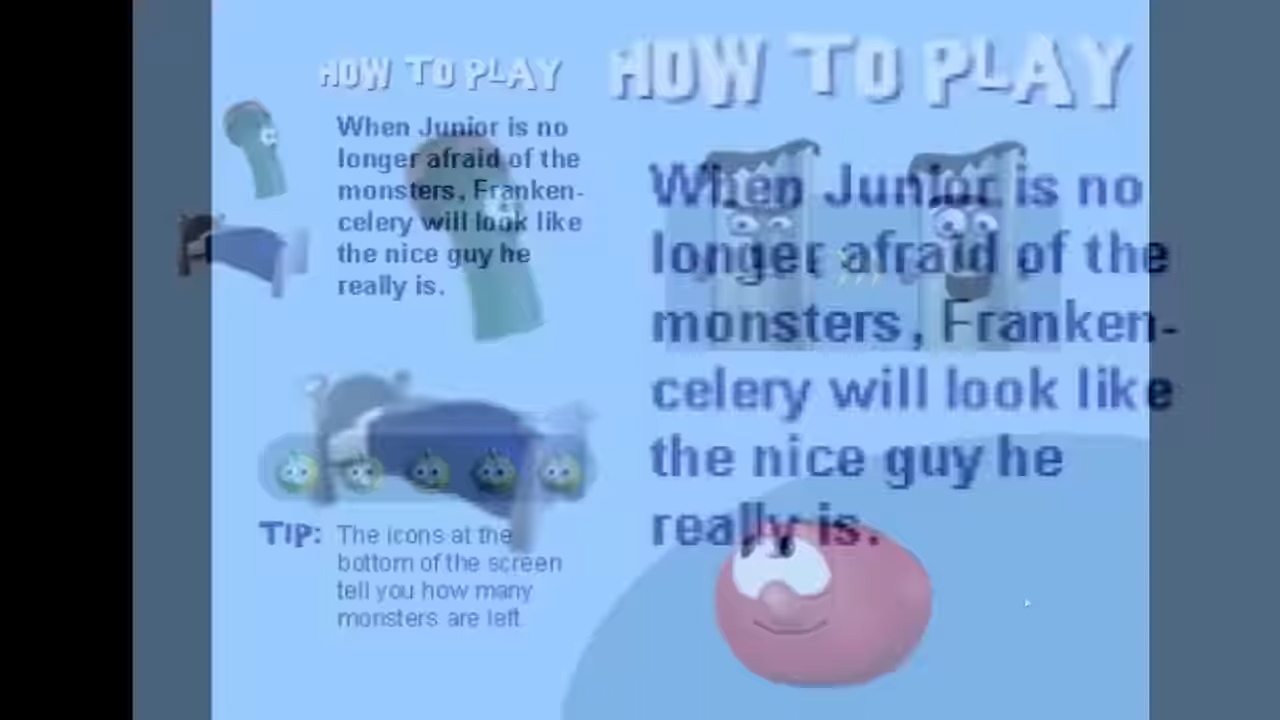 HOW TO PLAY
When Junior is no
longer afraid of the
monsters, Franken-
celery will look like
the nice guy he
really is.
TIP: The icons at the
bottom of the screen
tell you how many
monsters are left.
HOW TO PLAY
When Junior is no
longer afraid of the
monsters, Franken-
celery will look like
the nice guy he
really is.